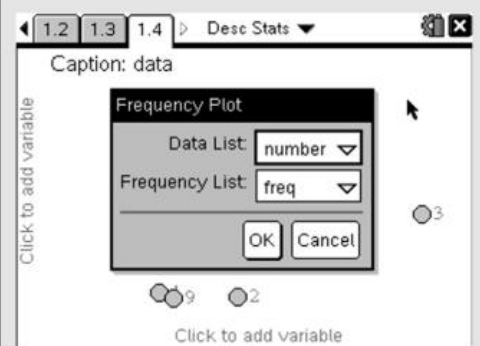 1.2 1.3 1.4 Desc Stats
Caption: data
Click to add variable
Frequency Plot
Data List: number
Frequency List: freq
OK Cancel
3
9 2
Click to add variable